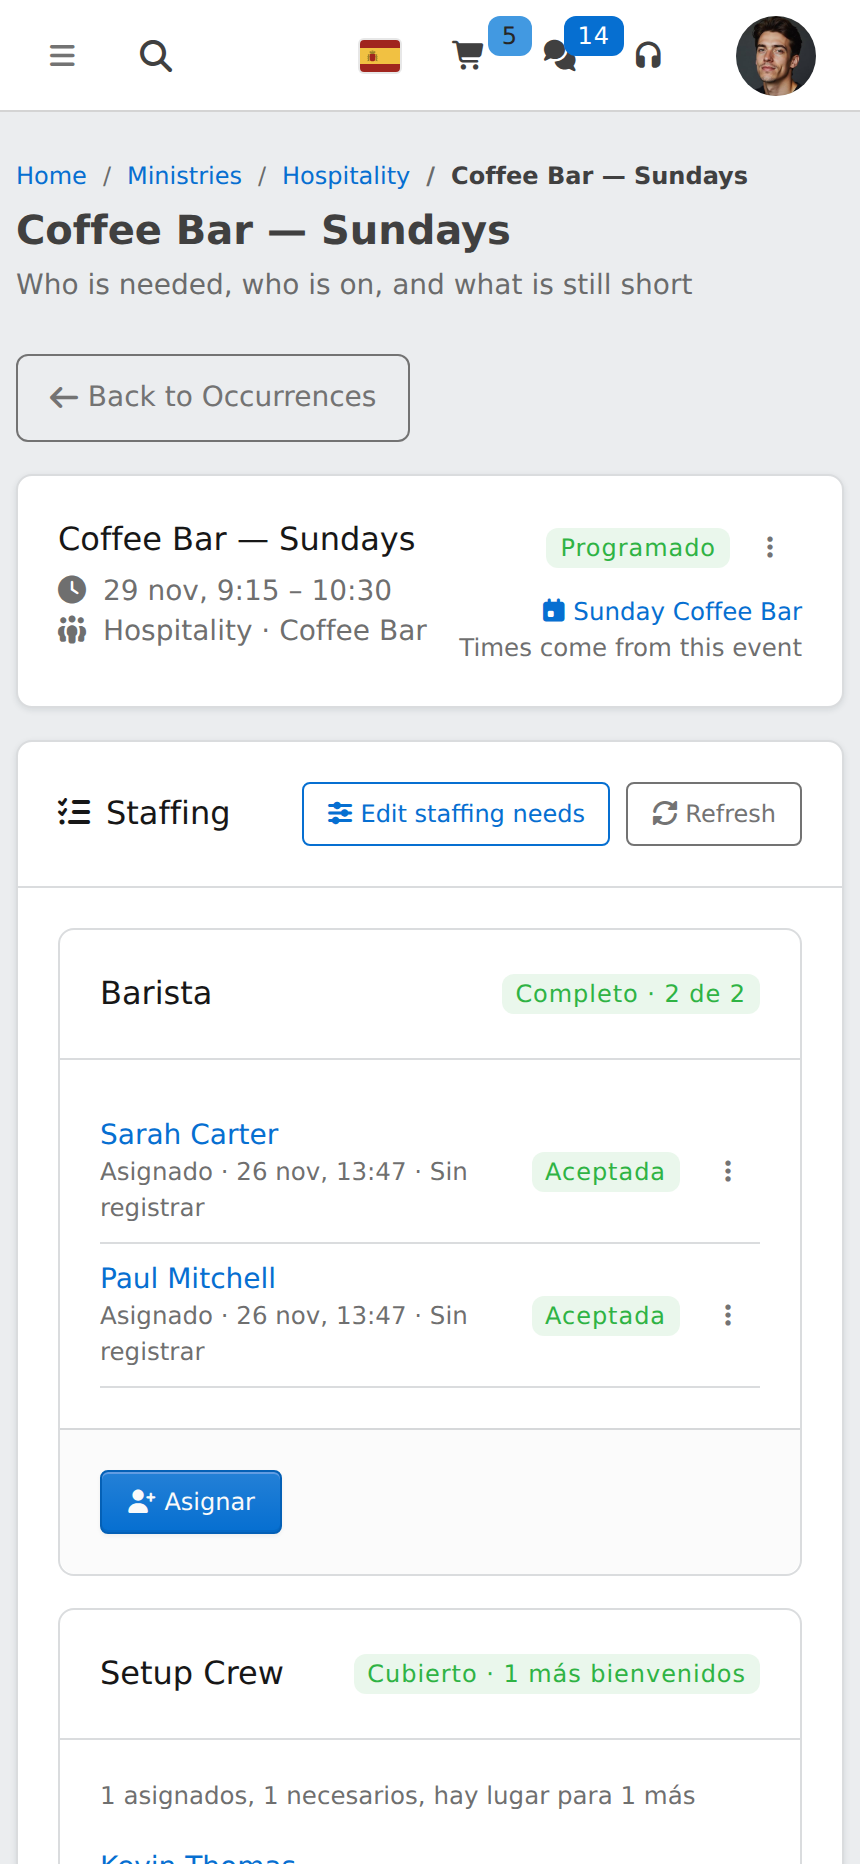 5
14
Home / Ministries / Hospitality / Coffee Bar — Sundays
Coffee Bar — Sundays
Who is needed, who is on, and what is still short
Back to Occurrences
Coffee Bar — Sundays
Programado
29 nov, 9:15 – 10:30
Hospitality · Coffee Bar
Sunday Coffee Bar
Times come from this event
Staffing
Edit staffing needs
Refresh
Barista
Completo · 2 de 2
Sarah Carter
Asignado · 26 nov, 13:47 · Sin
registrar
Aceptada
Paul Mitchell
Asignado · 26 nov, 13:47 · Sin
registrar
Aceptada
Asignar
Setup Crew
Cubierto · 1 más bienvenidos
1 asignados, 1 necesarios, hay lugar para 1 más
Kevin Thomas